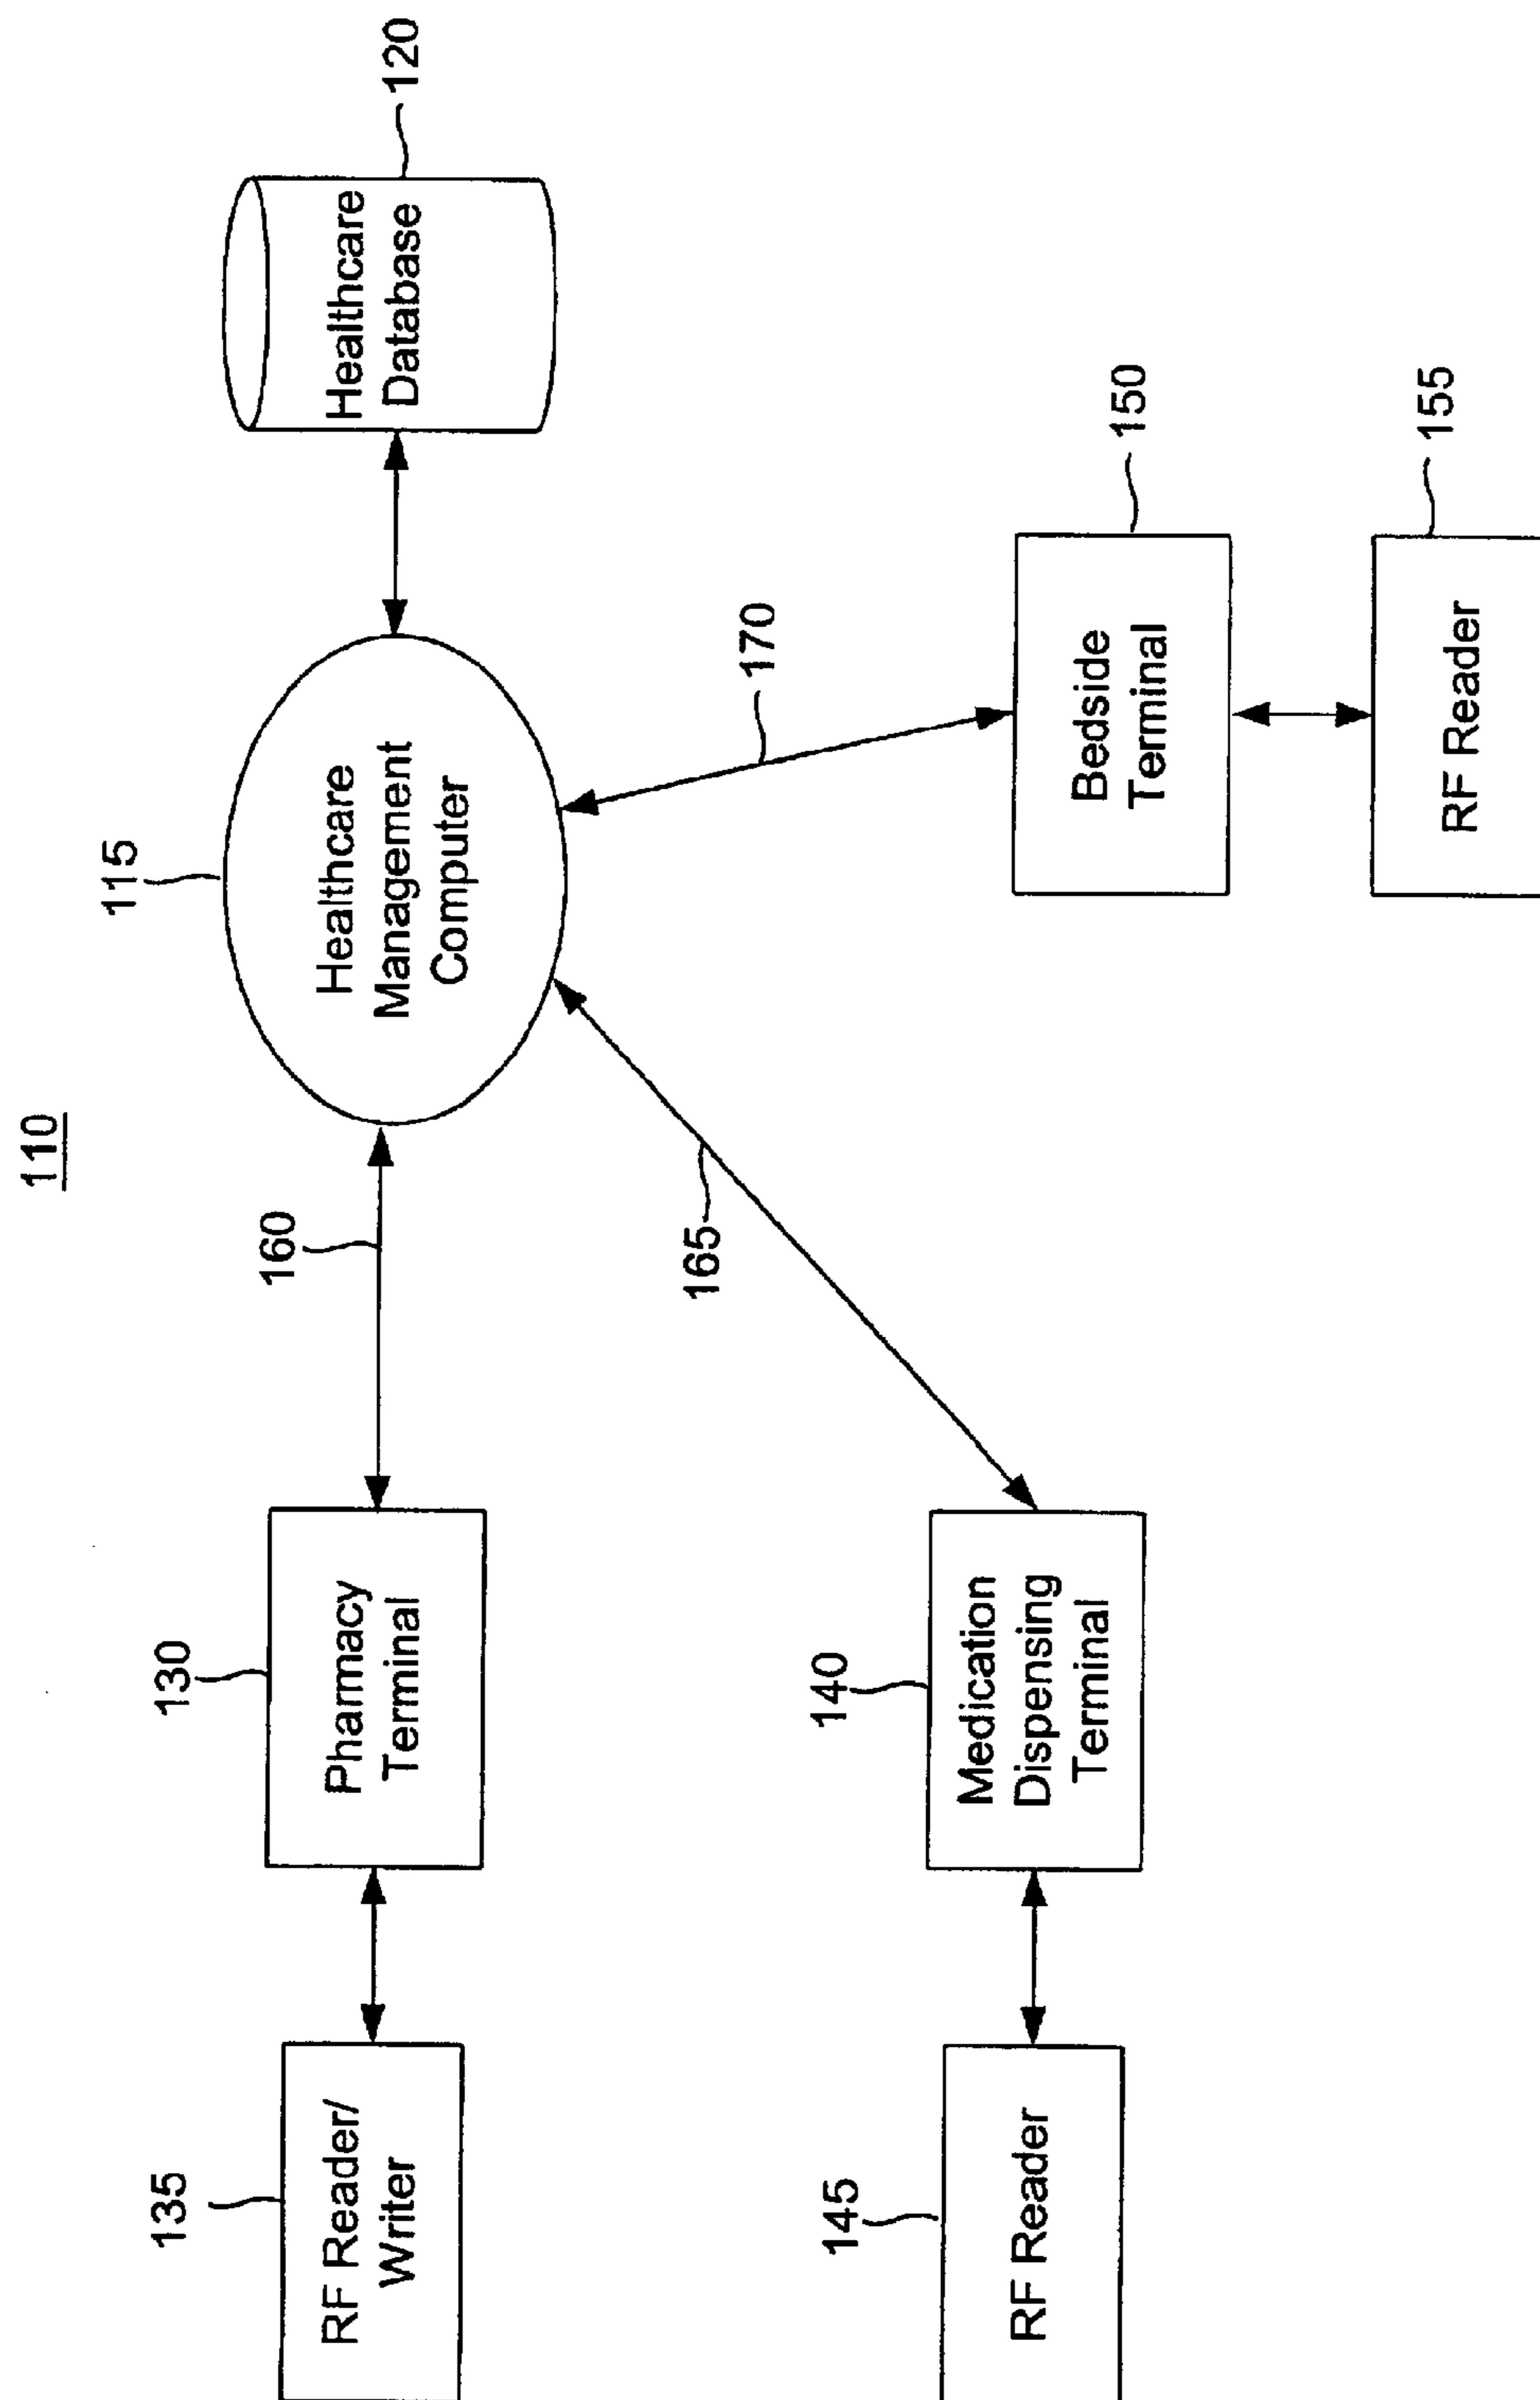 110
115
Healthcare
Management
Computer
120
Healthcare
Database
160
130
Pharmacy
Terminal
135
RF Reader/
Writer
165
170
140
Medication
Dispensing
Terminal
145
RF Reader
150
Bedside
Terminal
155
RF Reader